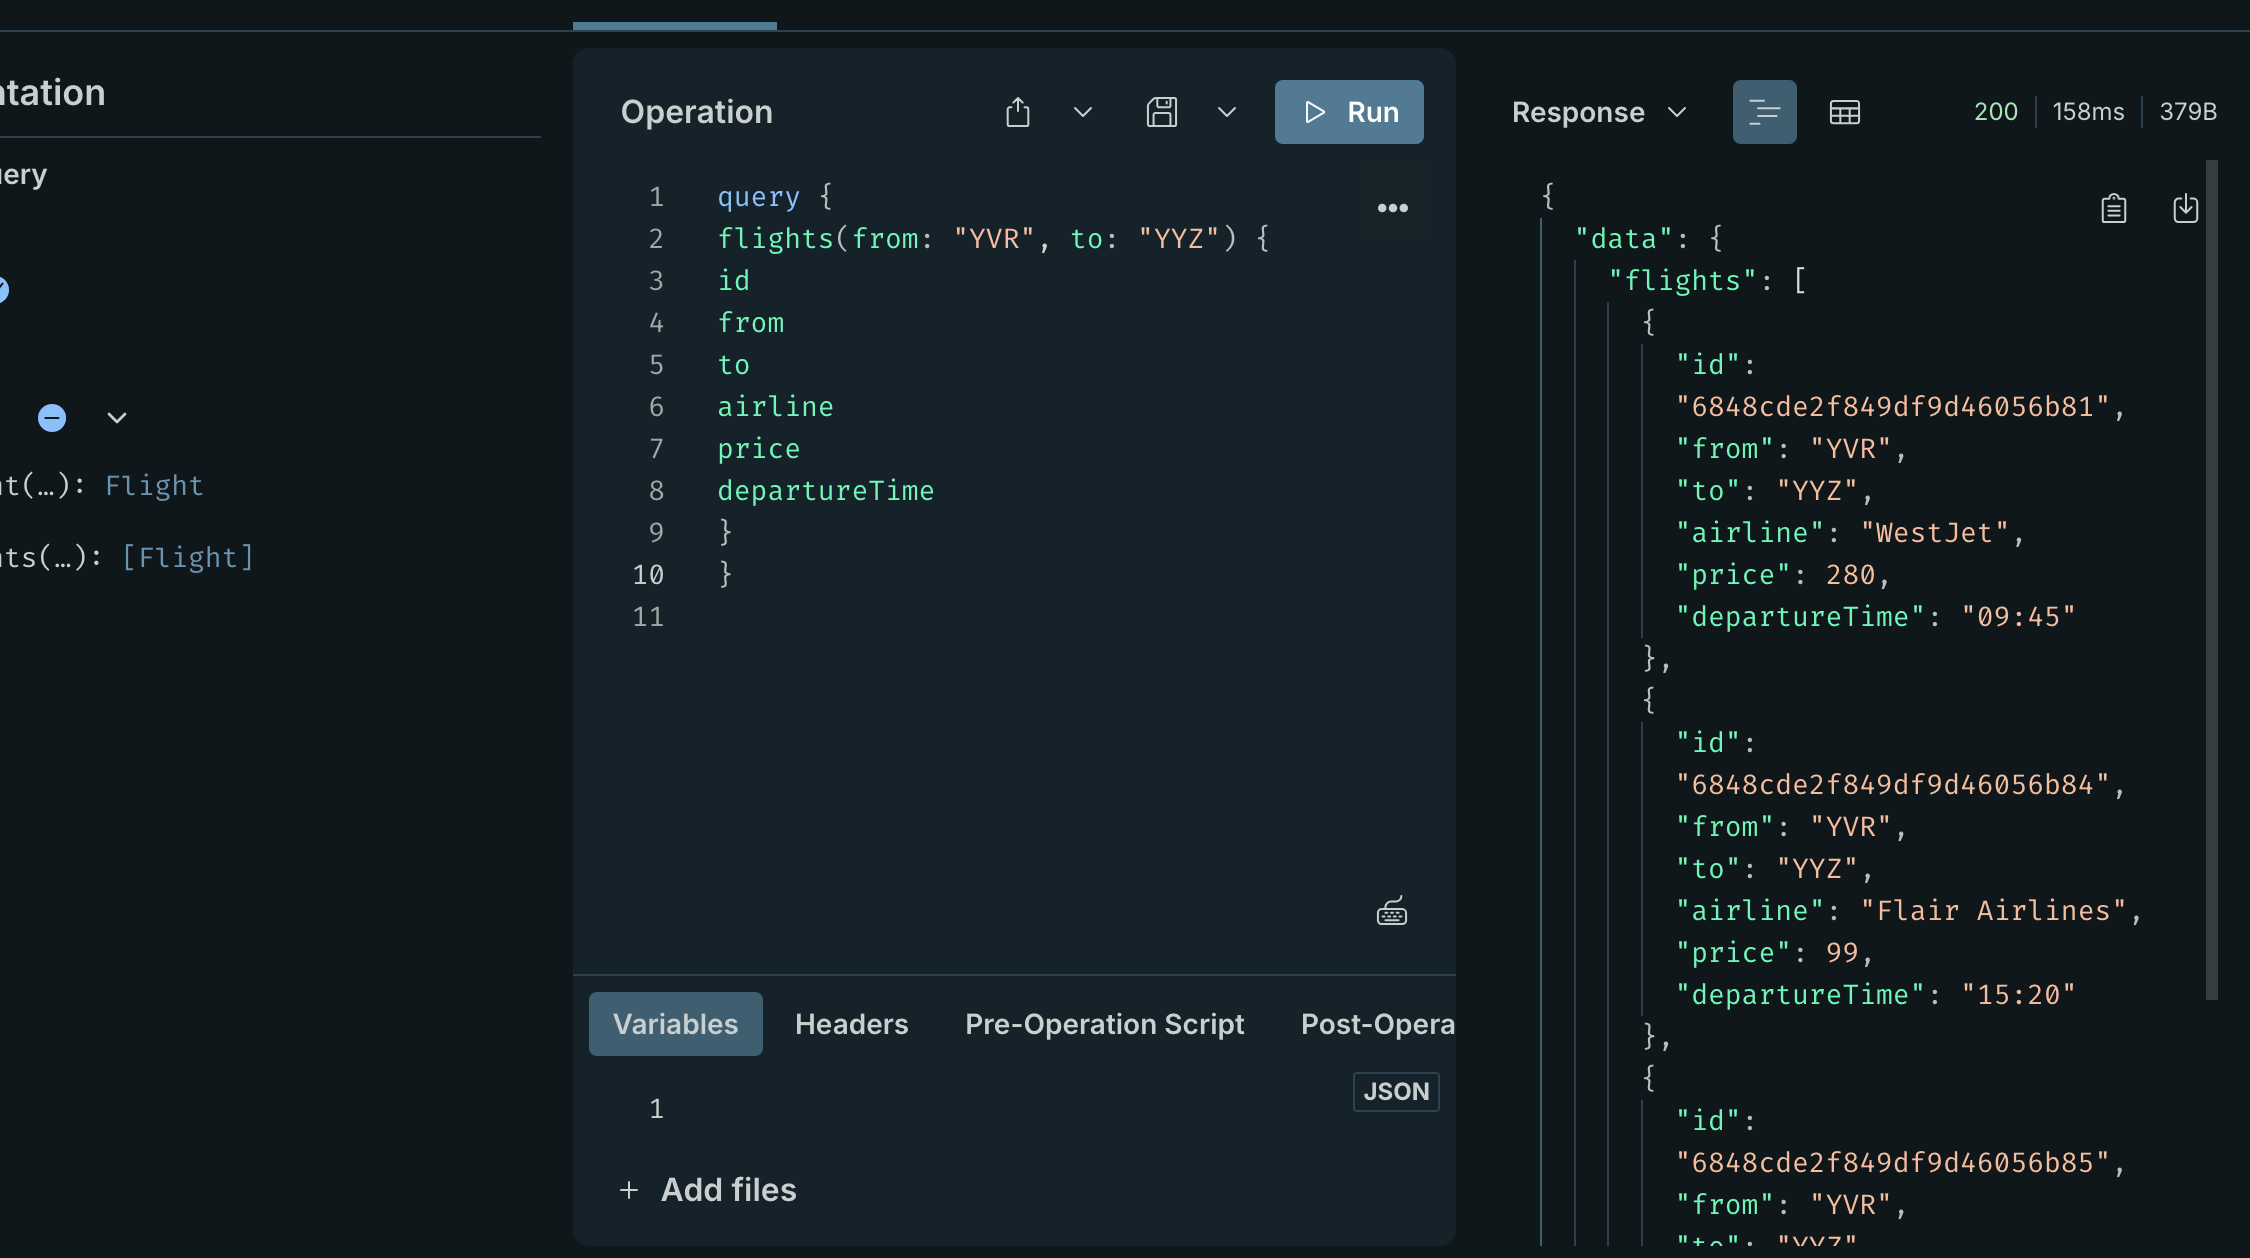 ntation
uery
nt(…): Flight
nts(…): [Flight]
Operation
Run
1 query {
2 flights(from: "YVR", to: "YYZ") {
3 id
4 from
5 to
6 airline
7 price
8 departureTime
9 }
10 }
11
Variables Headers Pre-Operation Script Post-Opera
1
JSON
+ Add files
Response 200 158ms 379B
{
"data": {
"flights": [
{
"id":
"6848cde2f849df9d46056b81",
"from": "YVR",
"to": "YYZ",
"airline": "WestJet",
"price": 280,
"departureTime": "09:45"
},
{
"id":
"6848cde2f849df9d46056b84",
"from": "YVR",
"to": "YYZ",
"airline": "Flair Airlines",
"price": 99,
"departureTime": "15:20"
},
{
"id":
"6848cde2f849df9d46056b85",
"from": "YVR",
"to": "YYZ"